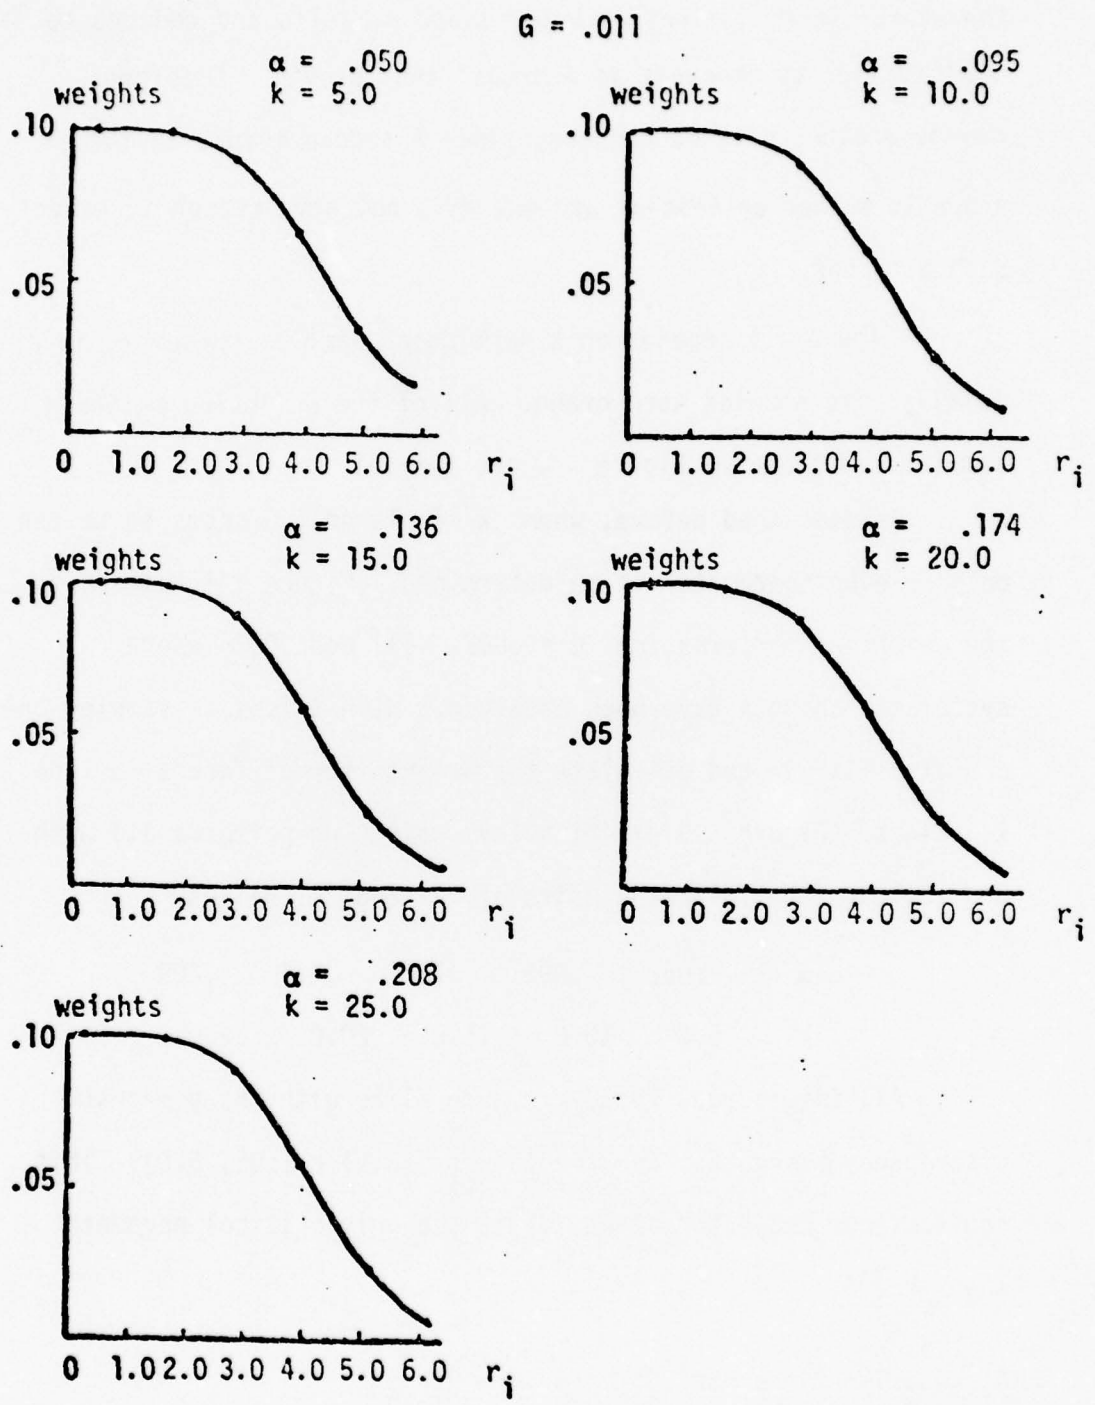 G = .011
α = .050
k = 5.0
weights
.10
.05
0 1.0 2.0 3.0 4.0 5.0 6.0 r_i
α = .095
k = 10.0
weights
.10
.05
0 1.0 2.0 3.0 4.0 5.0 6.0 r_i
α = .136
k = 15.0
weights
.10
.05
0 1.0 2.0 3.0 4.0 5.0 6.0 r_i
α = .174
k = 20.0
weights
.10
.05
0 1.0 2.0 3.0 4.0 5.0 6.0 r_i
α = .208
k = 25.0
weights
.10
.05
0 1.0 2.0 3.0 4.0 5.0 6.0 r_i